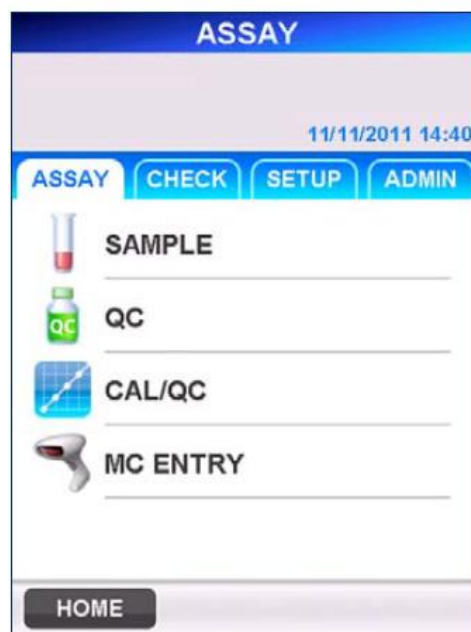 ASSAY
11/11/2011 14:40
ASSAY CHECK SETUP ADMIN
SAMPLE
QC
QC
CAL/QC
MC ENTRY
HOME